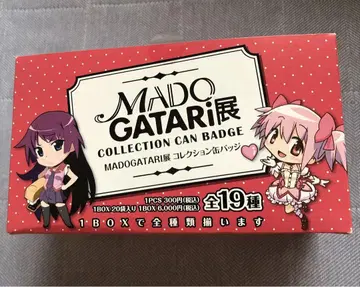 MADO
GATARi展
COLLECTION CAN BADGE
MADOGATARI展 コレクション缶バッジ
1PCS 300円(税込)
1BOX 20袋入り 1BOX 6,000円(税込)
全19種
1BOXで全種類揃います